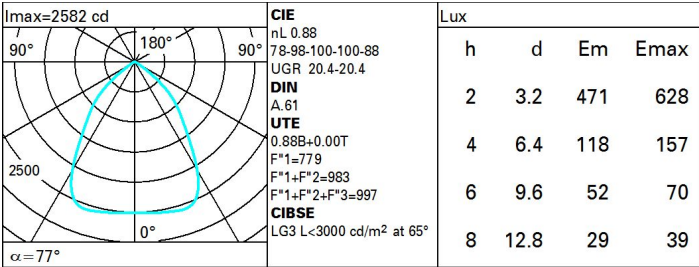 Imax=2582 cd
90° 180° 90°
2500
0°
α=77°
CIE
nL 0.88
78-98-100-100-88
UGR 20.4-20.4
DIN
A.61
UTE
0.88B+0.00T
F"1=779
F"1+F"2=983
F"1+F"2+F"3=997
CIBSE
LG3 L<3000 cd/m² at 65°
Lux
h d Em Emax
2 3.2 471 628
4 6.4 118 157
6 9.6 52 70
8 12.8 29 39